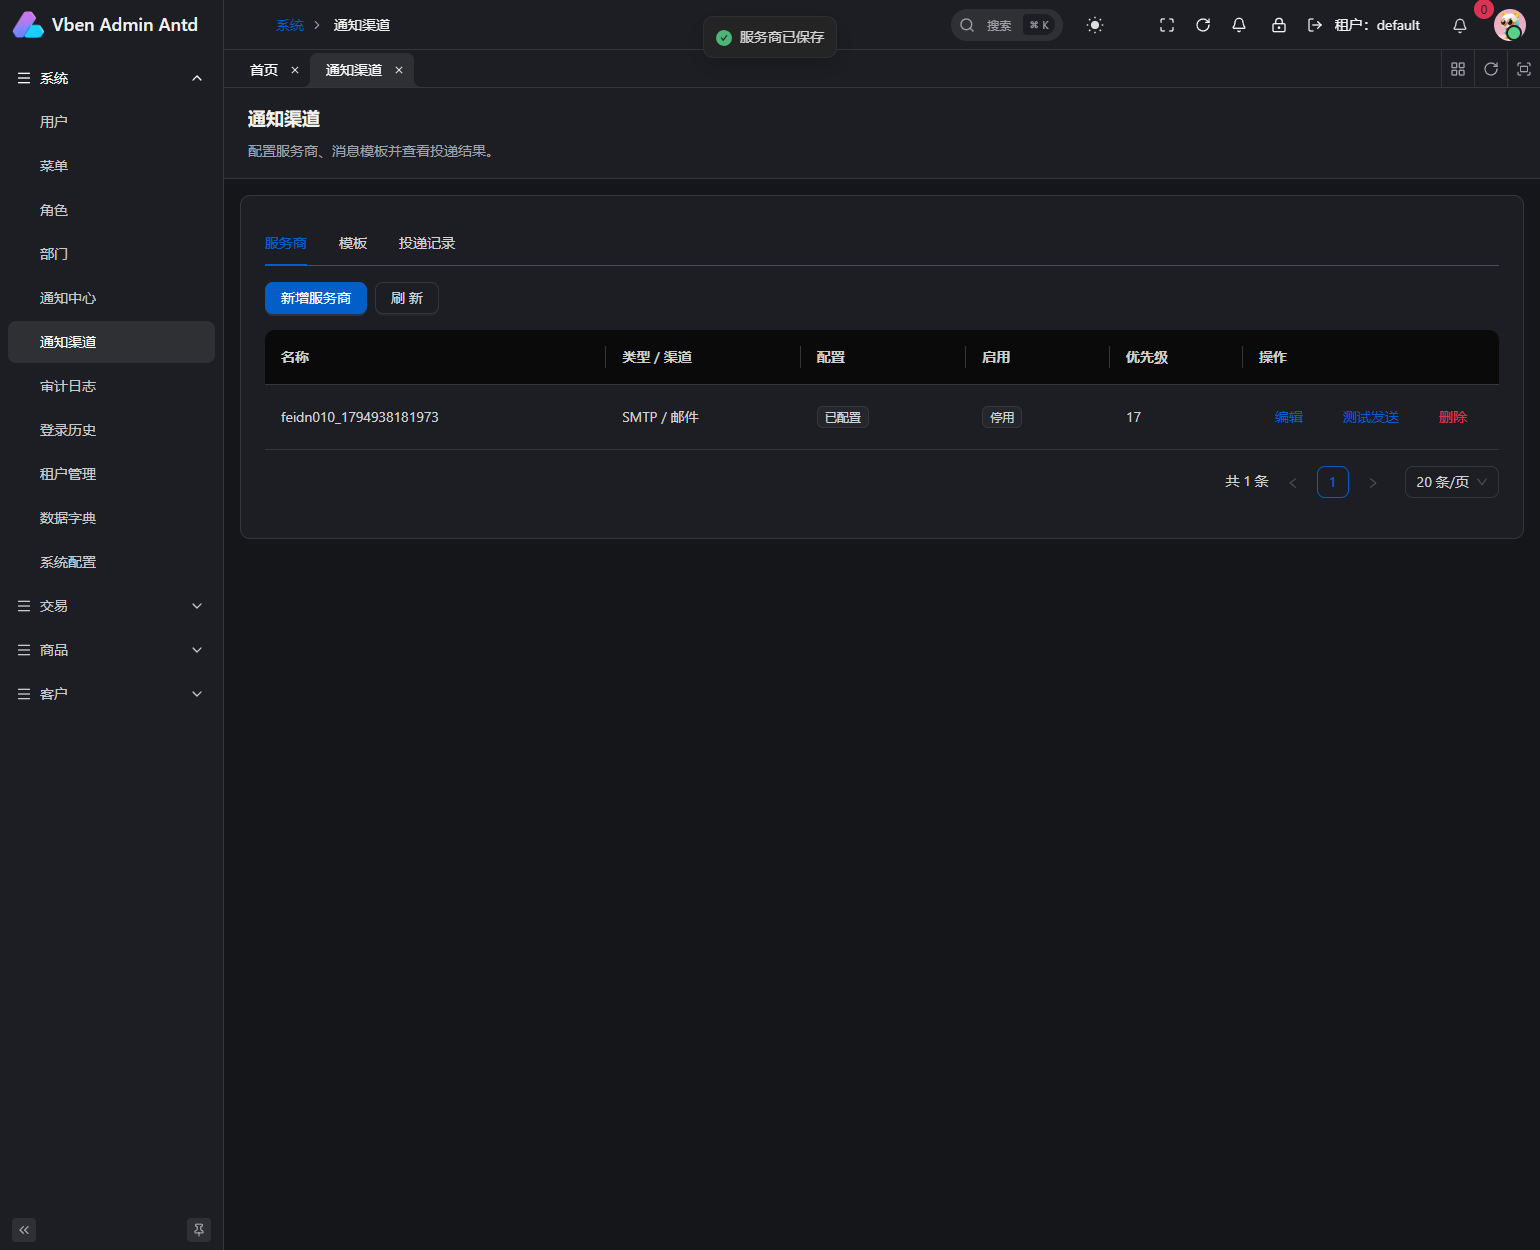 Vben Admin Antd
系统
用户
菜单
角色
部门
通知中心
通知渠道
审计日志
登录历史
租户管理
数据字典
系统配置
交易
商品
客户
系统 > 通知渠道
服务商已保存
搜索 ⌘ K
租户：default
0
首页
通知渠道
通知渠道
配置服务商、消息模板并查看投递结果。
服务商 模板 投递记录
新增服务商 刷 新
名称 类型 / 渠道 配置 启用 优先级 操作
feidn010_1794938181973 SMTP / 邮件 已配置 停用 17 编辑 测试发送 删除
共 1 条 1 20 条/页